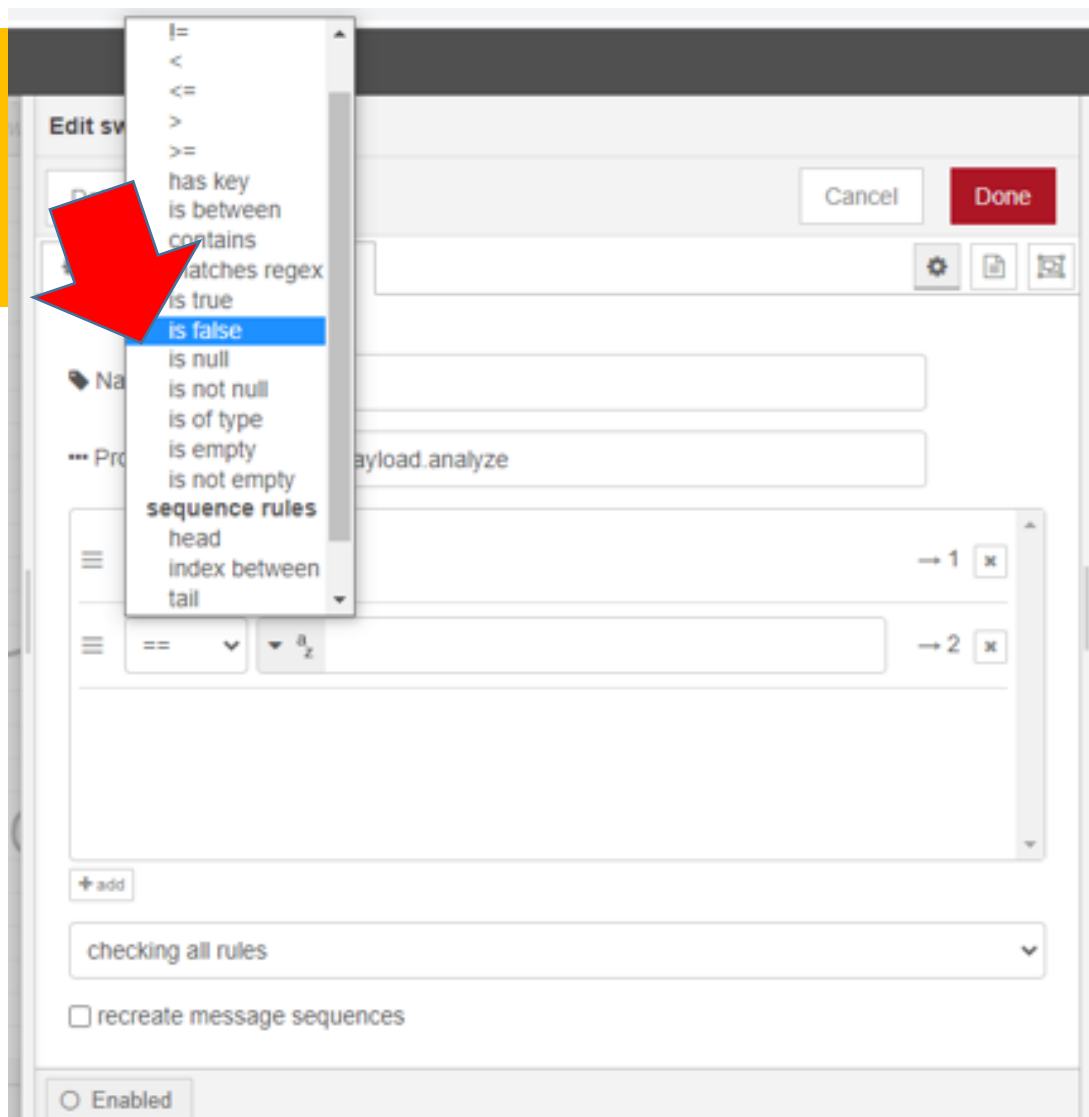 !=
<
<=
>
>=
has key
is between
contains
matches regex
is true
is false
is null
is not null
is of type
is empty
is not empty
sequence rules
head
index between
tail
Edit sw
Cancel
Done
Na
Pro
ayload.analyze
→ 1
==
a z
→ 2
+ add
checking all rules
recreate message sequences
Enabled